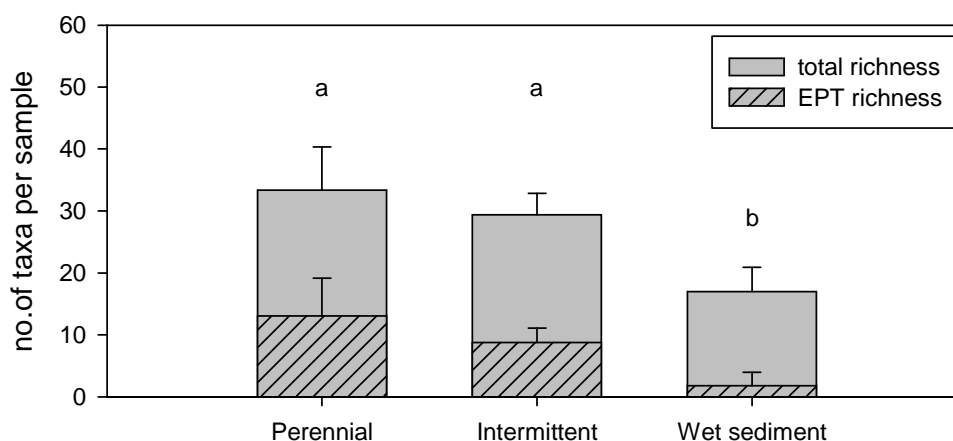 60
50
40
30
20
10
0
no.of taxa per sample
total richness
EPT richness
a
a
b
Perennial
Intermittent
Wet sediment